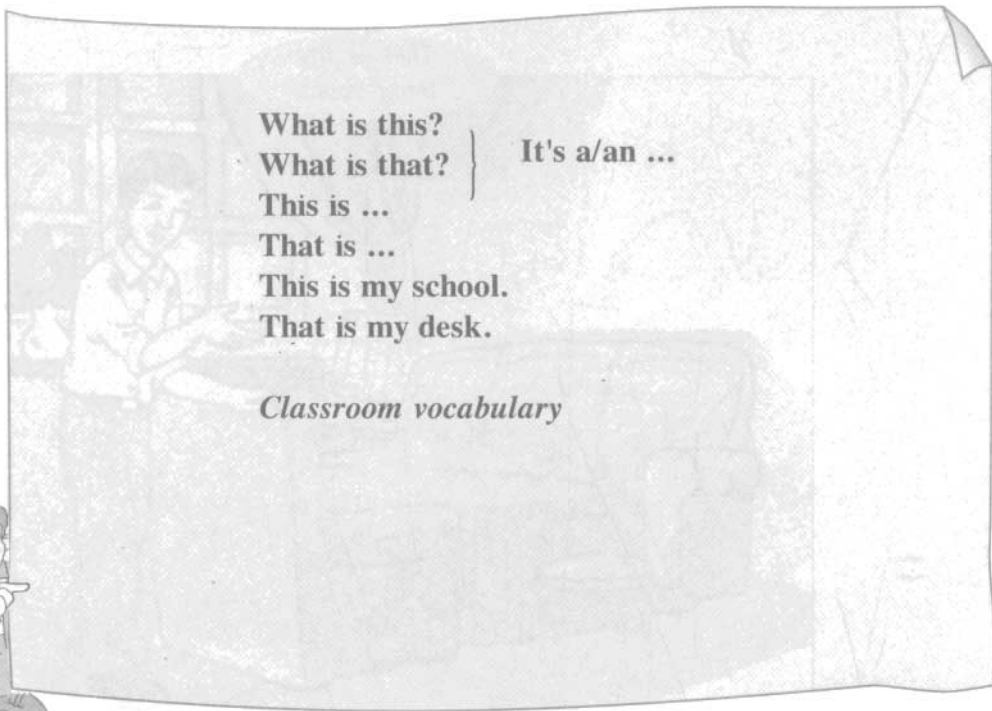 What is this?
What is that?
It's a/an ...
This is ...
That is ...
This is my school.
That is my desk.
Classroom vocabulary